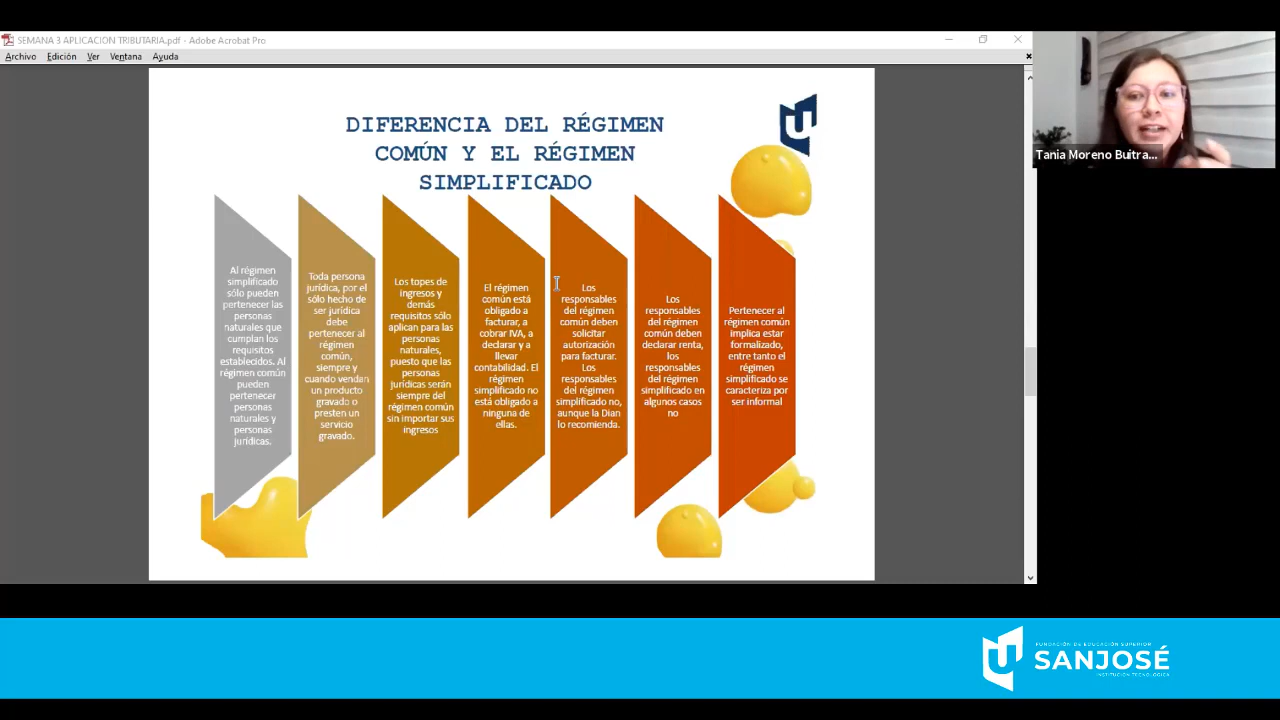 SEMANA 3 APLICACION TRIBUTARIA.pdf - Adobe Acrobat Pro
Archivo Edición Ver Ventana Ayuda
DIFERENCIA DEL RÉGIMEN
COMÚN Y EL RÉGIMEN
SIMPLIFICADO
Al régimen
simplificado
sólo pueden
pertenecer las
personas
naturales que
cumplan los
requisitos
establecidos. Al
régimen común
pueden
pertenecer
personas
naturales y
personas
jurídicas.
Toda persona
jurídica, por el
sólo hecho de
ser jurídica
debe
pertenecer al
régimen
común,
siempre y
cuando vendan
un producto
gravado o
presten un
servicio
gravado.
Los topes de
ingresos y
demás
requisitos sólo
aplican para las
personas
naturales,
puesto que las
personas
jurídicas serán
siempre del
régimen común
sin importar sus
ingresos
El régimen
común está
obligado a
facturar, a
cobrar IVA, a
declarar y a
llevar
contabilidad. El
régimen
simplificado no
está obligado a
ninguna de
ellas.
Los
responsables
del régimen
común deben
solicitar
autorización
para facturar.
Los
responsables
del régimen
simplificado no,
aunque la Dian
lo recomienda.
Los
responsables
del régimen
común deben
declarar renta,
los
responsables
del régimen
simplificado en
algunos casos
no
Pertenecer al
régimen común
implica estar
formalizado,
entre tanto el
régimen
simplificado se
caracteriza por
ser informal
Tania Moreno Buitra...
FUNDACIÓN DE EDUCACIÓN SUPERIOR
SANJOSÉ
INSTITUCIÓN TECNOLÓGICA